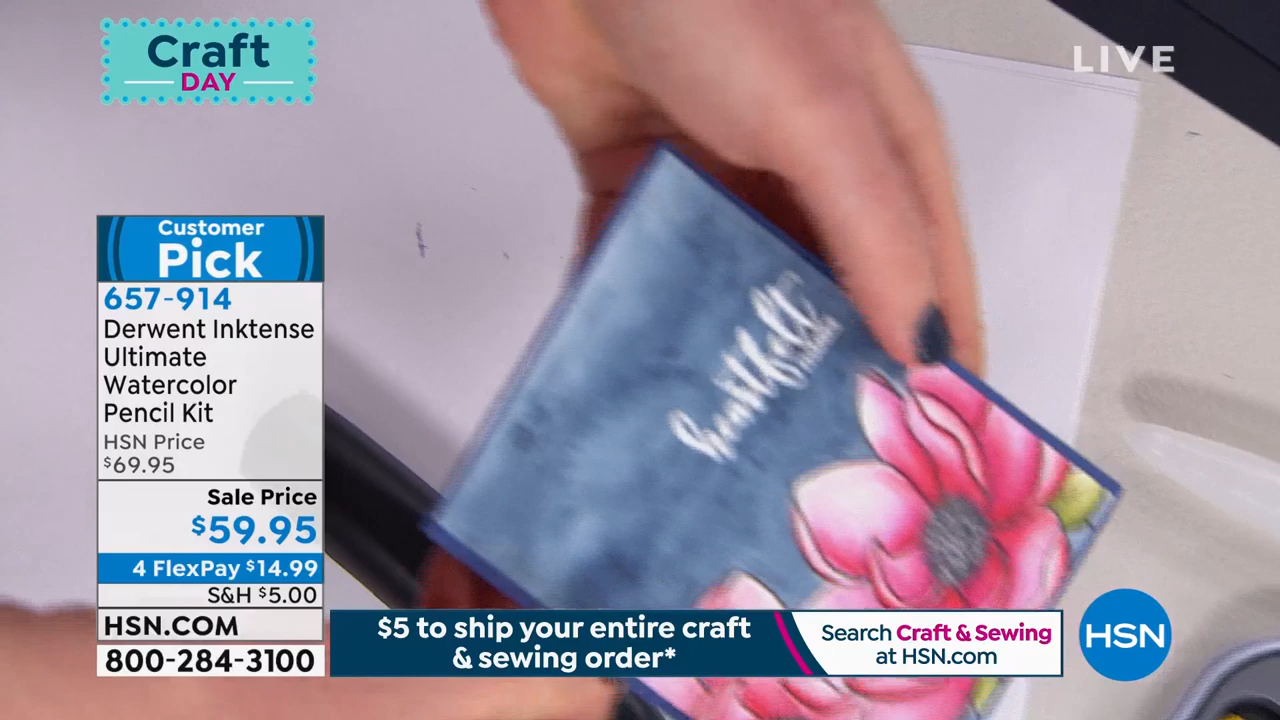 Craft
DAY
LIVE
Customer
Pick
657-914
Derwent Inktense
Ultimate
Watercolor
Pencil Kit
HSN Price
$69.95
Sale Price
$59.95
4 FlexPay $14.99
S&H $5.00
HSN.COM
800-284-3100
heartfelt
$5 to ship your entire craft
& sewing order*
Search Craft & Sewing
at HSN.com
HSN